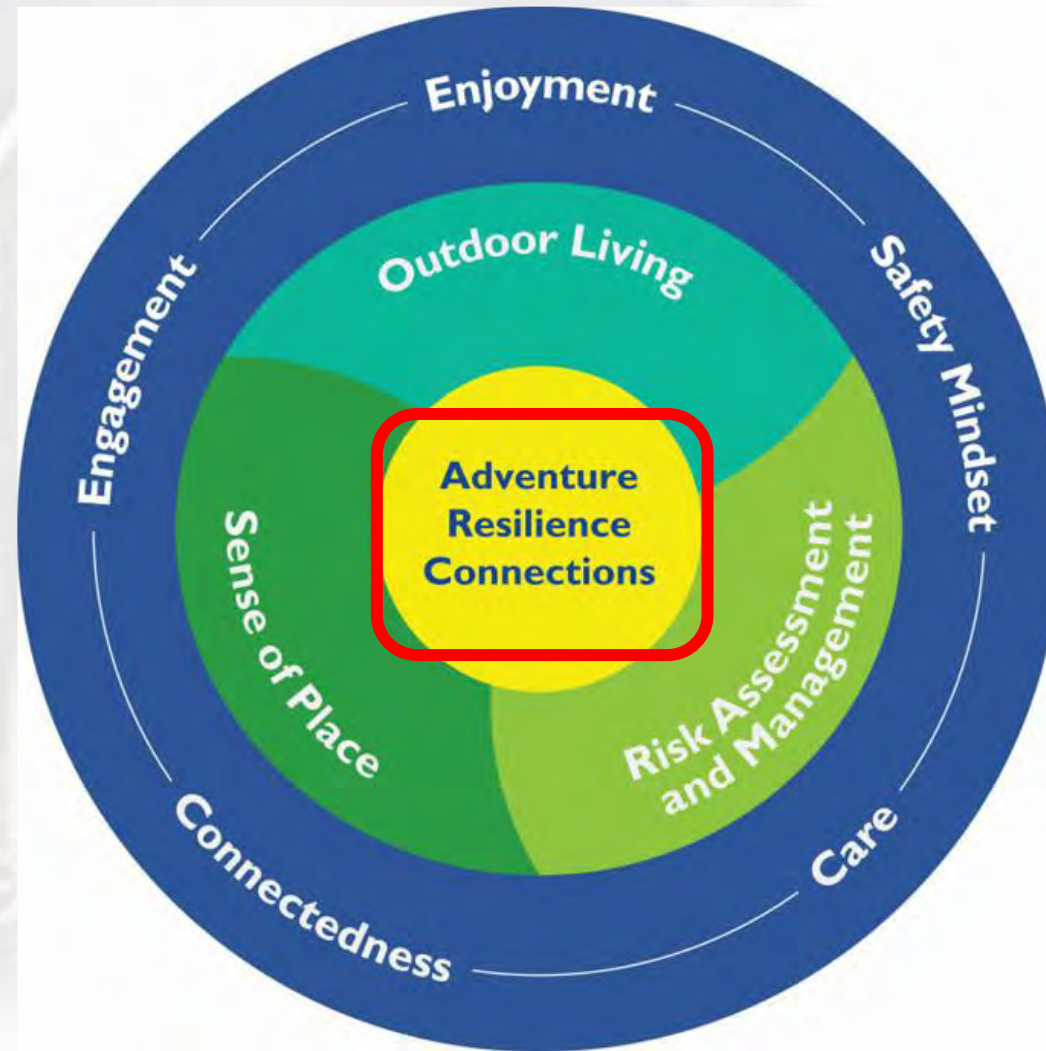 Enjoyment
Safety Mindset
Care
Connectedness
Engagement
Outdoor Living
Risk Assessment
and Management
Sense of Place
Adventure
Resilience
Connections